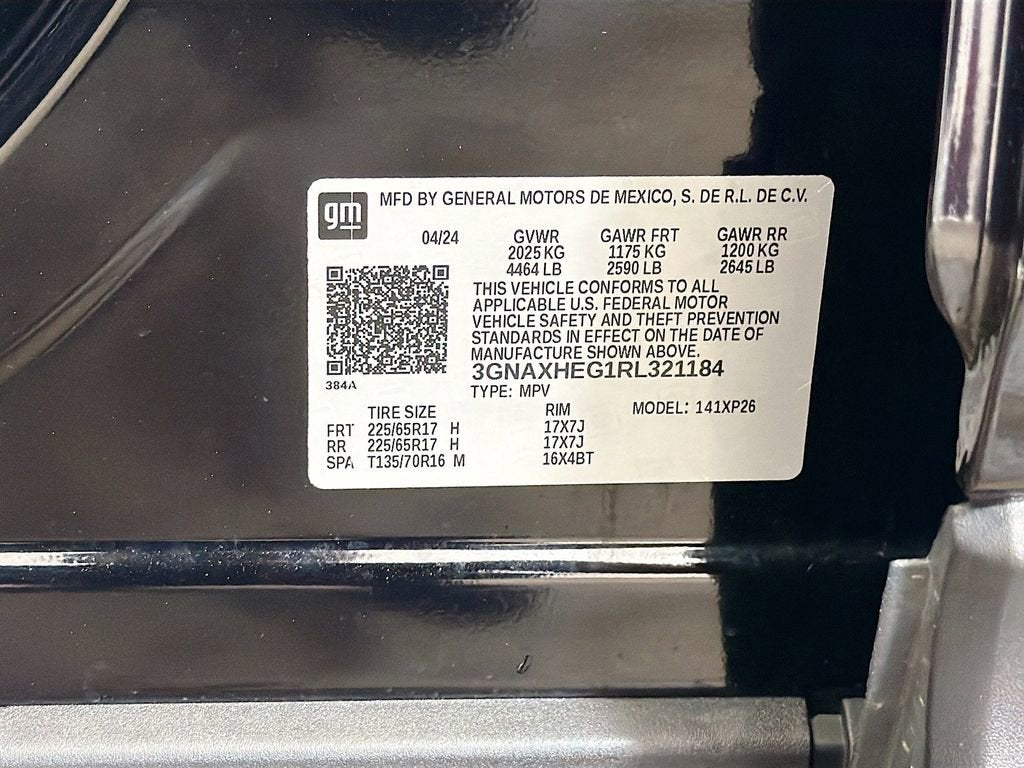 gm
MFD BY GENERAL MOTORS DE MEXICO, S. DE R.L. DE C.V.
04/24 GVWR GAWR FRT GAWR RR
2025 KG 1175 KG 1200 KG
4464 LB 2590 LB 2645 LB
THIS VEHICLE CONFORMS TO ALL
APPLICABLE U.S. FEDERAL MOTOR
VEHICLE SAFETY AND THEFT PREVENTION
STANDARDS IN EFFECT ON THE DATE OF
MANUFACTURE SHOWN ABOVE.
3GNAXHEG1RL321184
384A
TYPE: MPV
TIRE SIZE RIM MODEL: 141XP26
FRT 225/65R17 H 17X7J
RR 225/65R17 H 17X7J
SPA T135/70R16 M 16X4BT